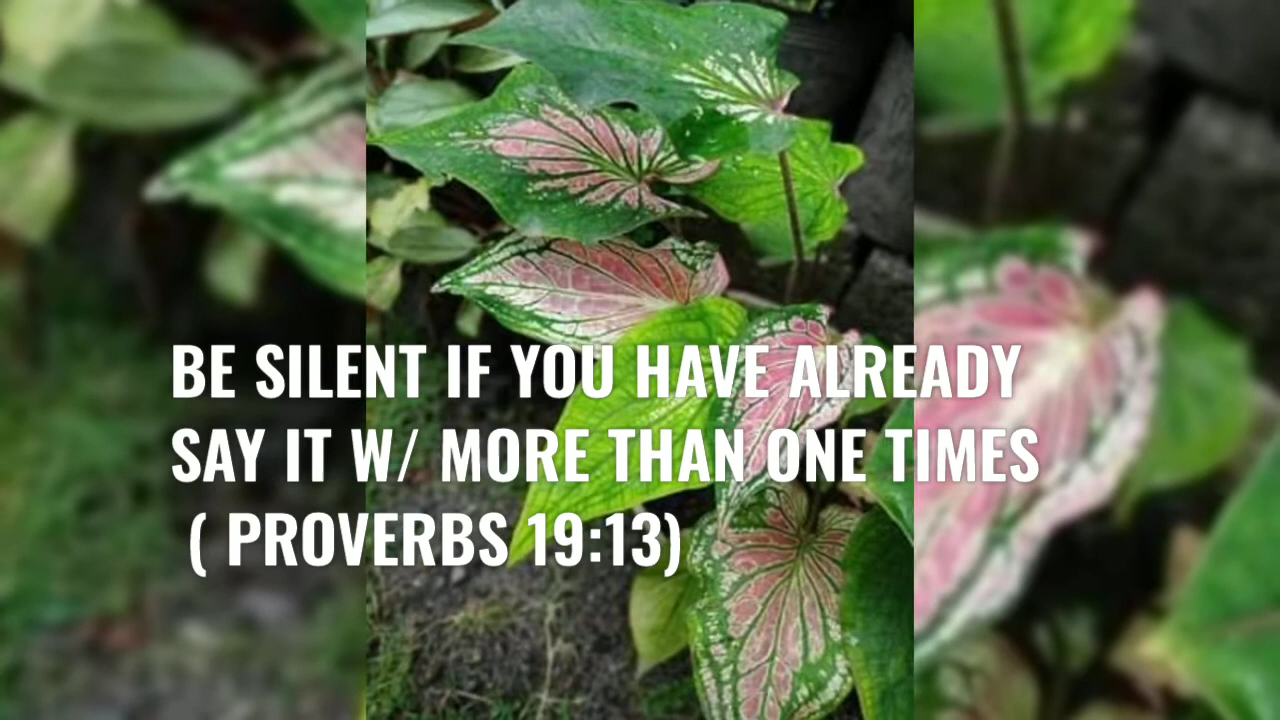 BE SILENT IF YOU HAVE ALREADY
SAY IT W/ MORE THAN ONE TIMES
( PROVERBS 19:13)